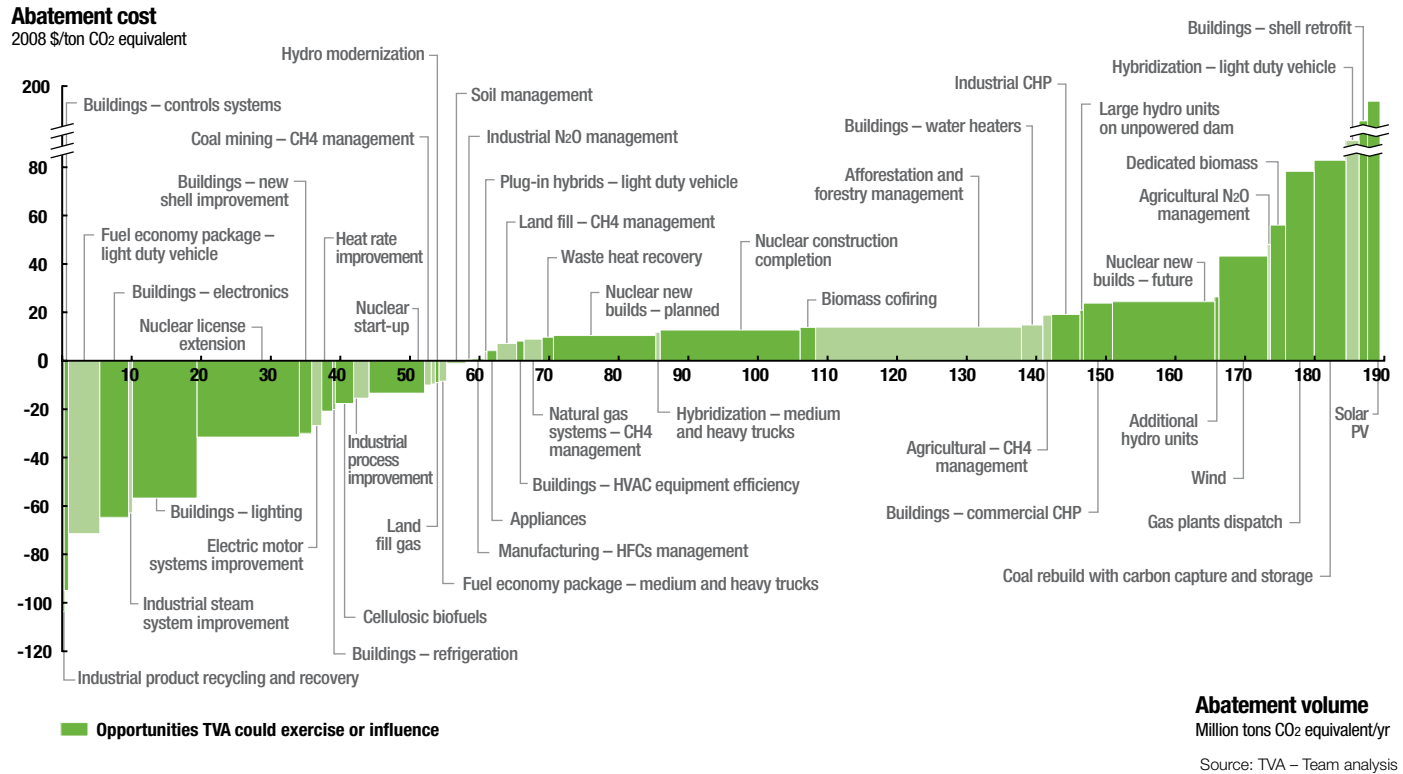 Abatement cost
2008 $/ton CO2 equivalent
Buildings – shell retrofit
Hydro modernization
Hybridization – light duty vehicle
Industrial CHP
200
Buildings – controls systems
Soil management
Large hydro units
on unpowered dam
Buildings – water heaters
Coal mining – CH4 management
Industrial N2O management
80
Dedicated biomass
Buildings – new
shell improvement
Plug-in hybrids – light duty vehicle
Afforestation and
forestry management
Agricultural N2O
management
60
Land fill – CH4 management
Fuel economy package –
light duty vehicle
Heat rate
improvement
Nuclear construction
completion
40
Waste heat recovery
Nuclear new
builds – future
Buildings – electronics
Nuclear new
builds – planned
Biomass cofiring
20
Nuclear license
extension
Nuclear
start-up
0
10 20 30 40 50 60 70 80 90 100 110 120 130 140 150 160 170 180 190
-20
Natural gas
systems – CH4
management
Hybridization – medium
and heavy trucks
Additional
hydro units
Solar
PV
-40
Industrial
process
improvement
Agricultural – CH4
management
Wind
-60
Buildings – HVAC equipment efficiency
Buildings – lighting
Appliances
Buildings – commercial CHP
Gas plants dispatch
Land
fill gas
-80
Electric motor
systems improvement
Manufacturing – HFCs management
Fuel economy package – medium and heavy trucks
Coal rebuild with carbon capture and storage
-100
Industrial steam
system improvement
Cellulosic biofuels
-120
Buildings – refrigeration
Industrial product recycling and recovery
Opportunities TVA could exercise or influence
Abatement volume
Million tons CO2 equivalent/yr
Source: TVA – Team analysis